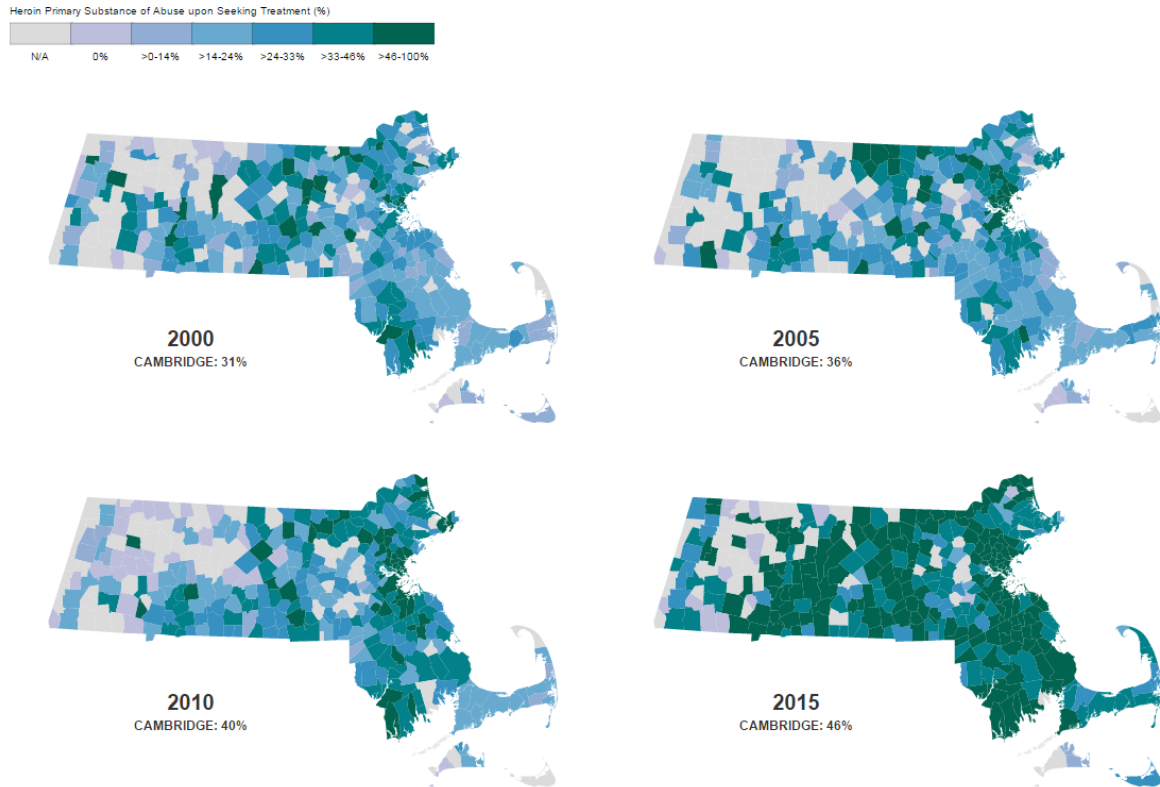 Heroin Primary Substance of Abuse upon Seeking Treatment (%)
N/A 0% >0-14% >14-24% >24-33% >33-46% >46-100%
2000 2005
CAMBRIDGE: 31% CAMBRIDGE: 36%
2010 2015
CAMBRIDGE: 40% CAMBRIDGE: 46%